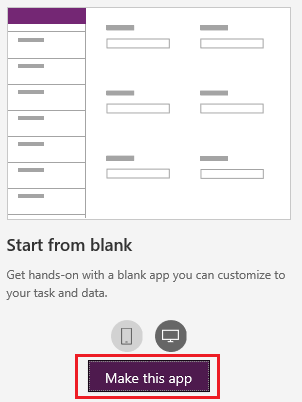 Start from blank
Get hands-on with a blank app you can customize to
your task and data.
Make this app